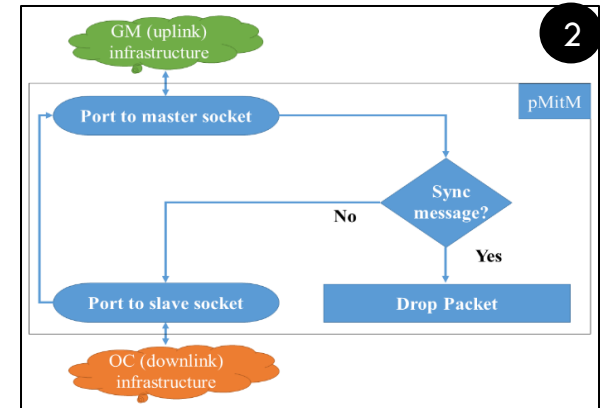 2
GM (uplink)
infrastructure
pMitM
Port to master socket
Sync
message?
No
Yes
Port to slave socket
Drop Packet
OC (downlink)
infrastructure